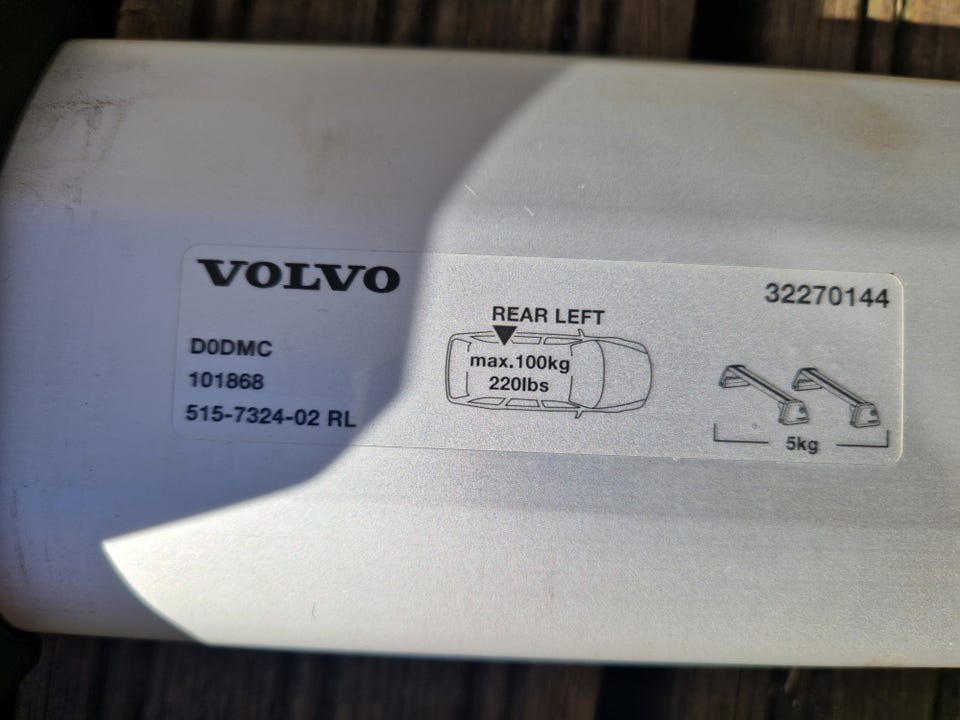 VOLVO
D0DMC
101868
515-7324-02 RL
REAR LEFT
max.100kg
220lbs
32270144
5kg